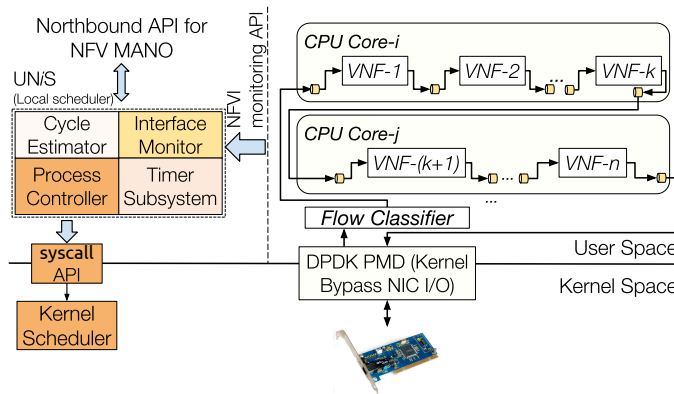 Northbound API for
NFV MANO
UNiS
(Local scheduler)
Cycle
Estimator
Interface
Monitor
Process
Controller
Timer
Subsystem
syscall
API
Kernel
Scheduler
NFVI
monitoring API
CPU Core-i
VNF-1
VNF-2
...
VNF-k
CPU Core-j
VNF-(k+1)
...
VNF-n
...
Flow Classifier
DPDK PMD (Kernel
Bypass NIC I/O)
User Space
Kernel Space